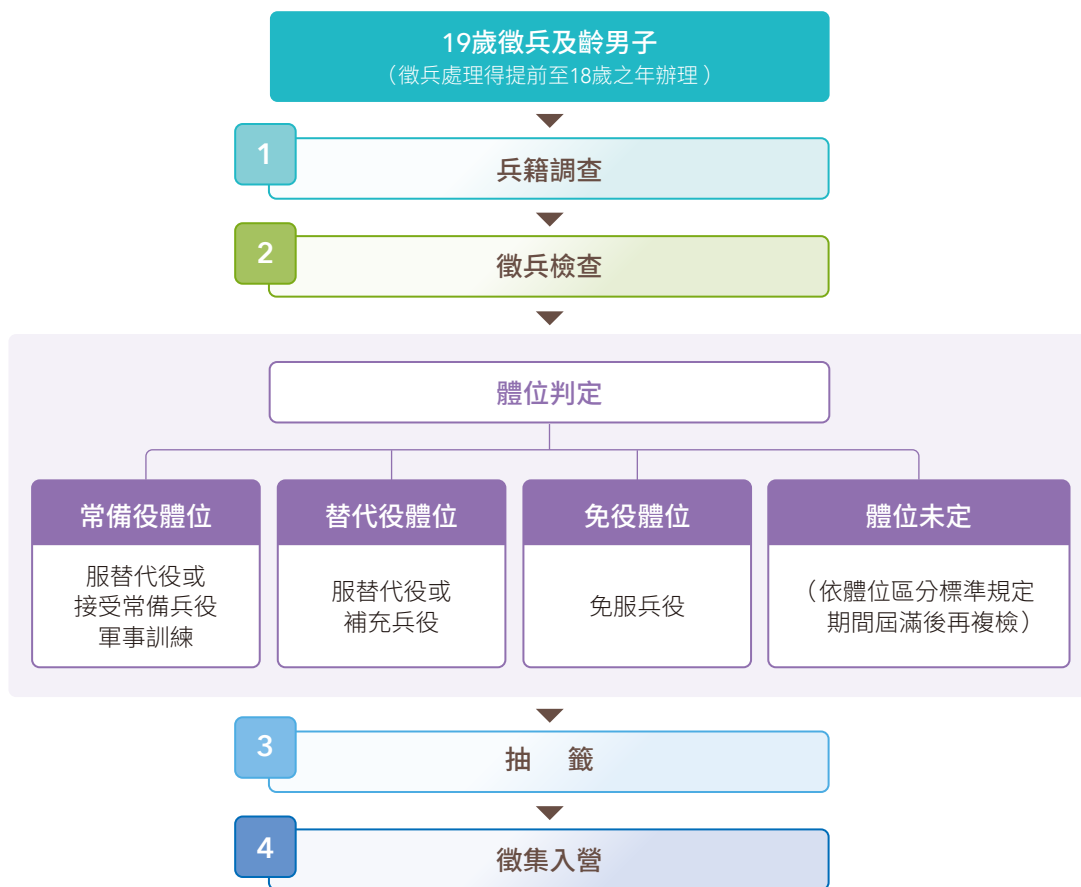 19歲徵兵及齡男子
（徵兵處理得提前至18歲之年辦理）
1
兵籍調查
2
徵兵檢查
體位判定
常備役體位
服替代役或
接受常備兵役
軍事訓練
替代役體位
服替代役或
補充兵役
免役體位
免服兵役
體位未定
（依體位區分標準規定
期間屆滿後再複檢）
3
抽 籤
4
徵集入營